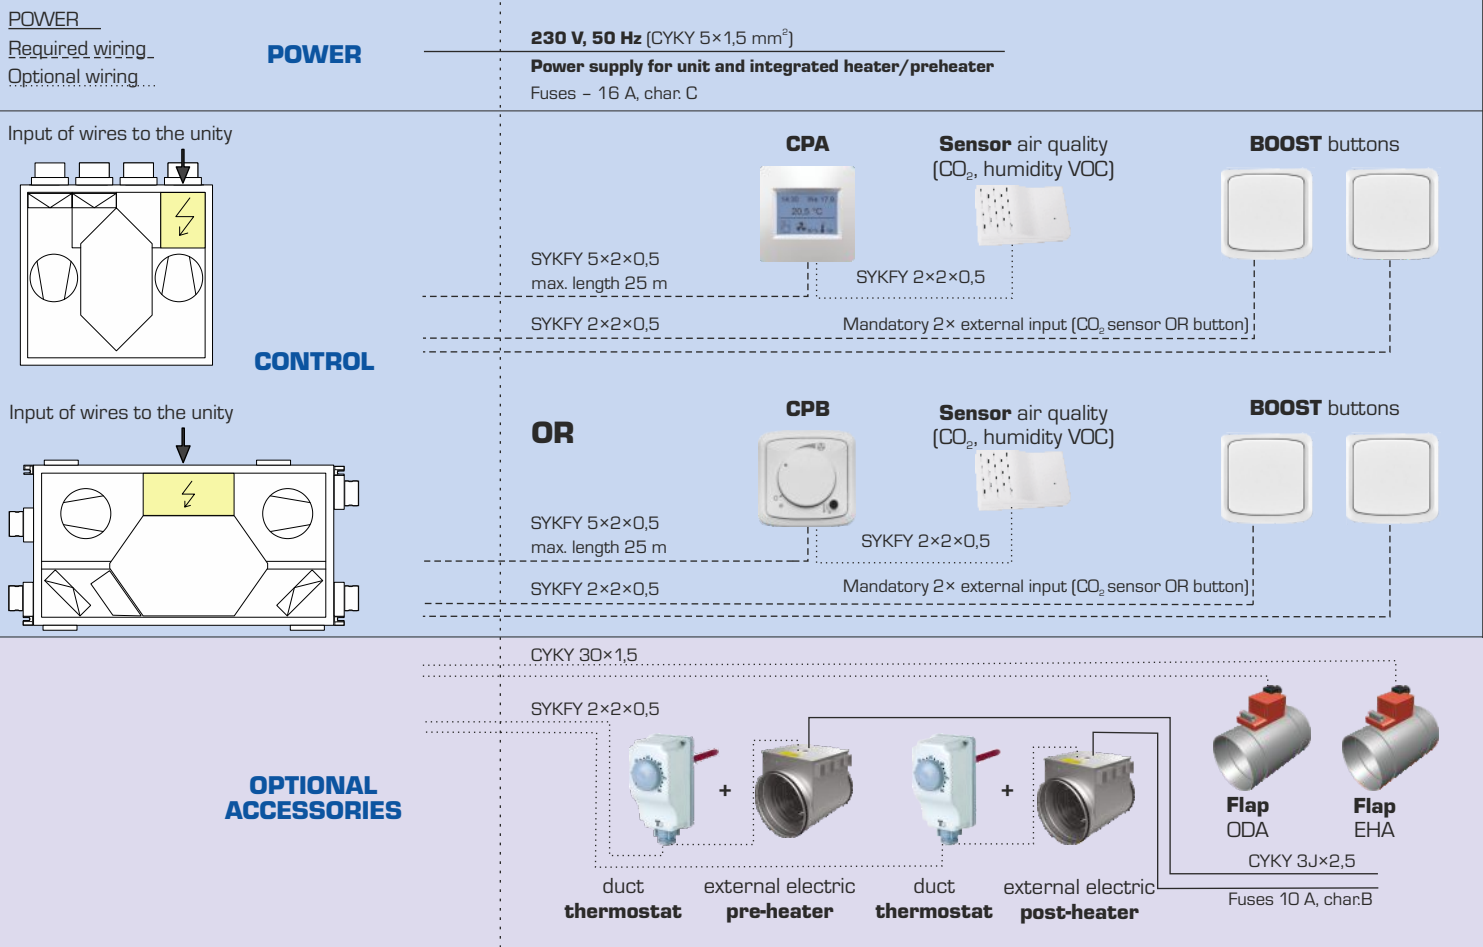 POWER
Required wiring
Optional wiring
POWER
230 V, 50 Hz (CYKY 5×1,5 mm²)
Power supply for unit and integrated heater/preheater
Fuses – 16 A, char. C
Input of wires to the unity
CPA
Sensor air quality
(CO₂, humidity VOC)
BOOST buttons
20,5 °C
SYKFY 5×2×0,5
max. length 25 m
SYKFY 2×2×0,5
SYKFY 2×2×0,5
Mandatory 2× external input (CO₂ sensor OR button)
CONTROL
Input of wires to the unity
OR
CPB
Sensor air quality
(CO₂, humidity VOC)
BOOST buttons
SYKFY 5×2×0,5
max. length 25 m
SYKFY 2×2×0,5
SYKFY 2×2×0,5
Mandatory 2× external input (CO₂ sensor OR button)
CYKY 3O×1,5
SYKFY 2×2×0,5
OPTIONAL
ACCESSORIES
+
+
Flap
ODA
Flap
EHA
CYKY 3J×2,5
Fuses 10 A, char.B
duct
thermostat
external electric
pre-heater
duct
thermostat
external electric
post-heater